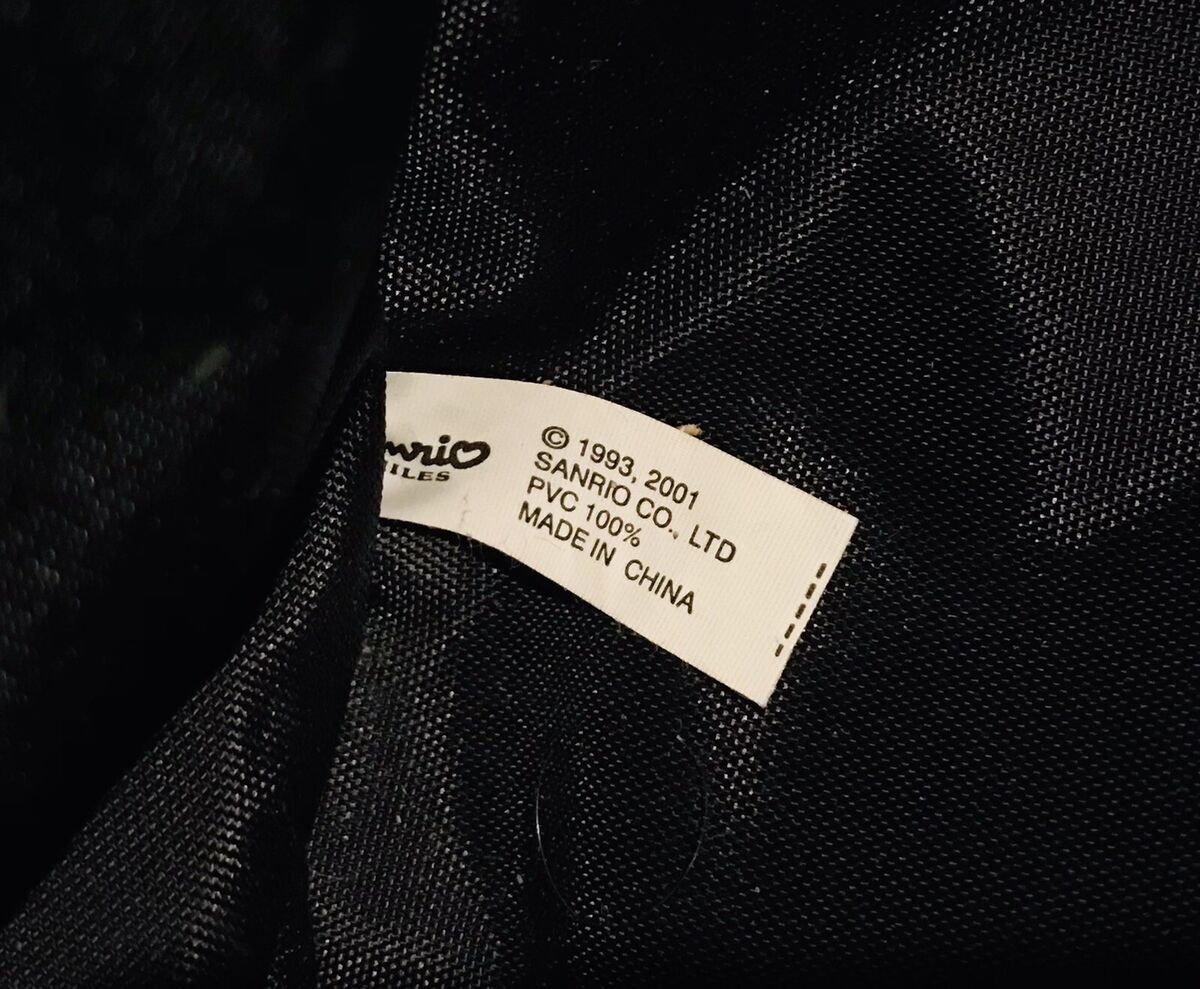 © 1993, 2001
SANRIO CO., LTD
PVC 100%
MADE IN CHINA